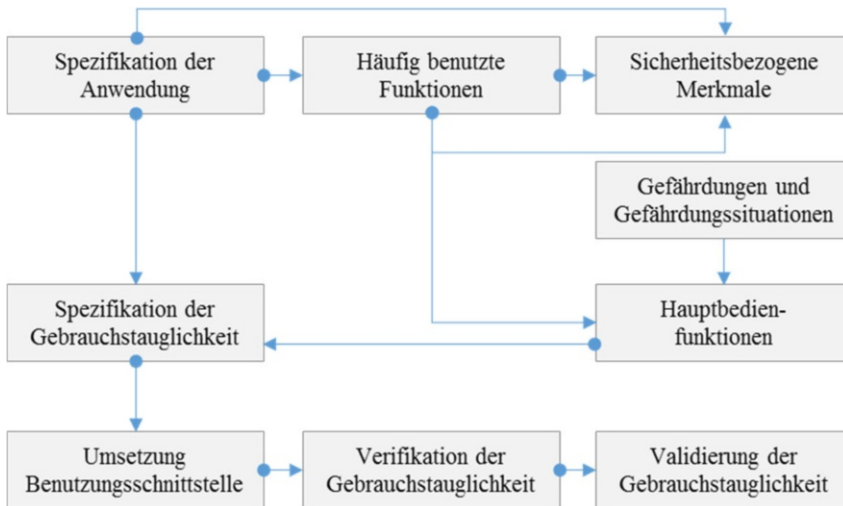 Spezifikation der
Anwendung
Häufig benutzte
Funktionen
Sicherheitsbezogene
Merkmale
Gefährdungen und
Gefährdungssituationen
Spezifikation der
Gebrauchstauglichkeit
Hauptbedien-
funktionen
Umsetzung
Benutzungsschnittstelle
Verifikation der
Gebrauchstauglichkeit
Validierung der
Gebrauchstauglichkeit